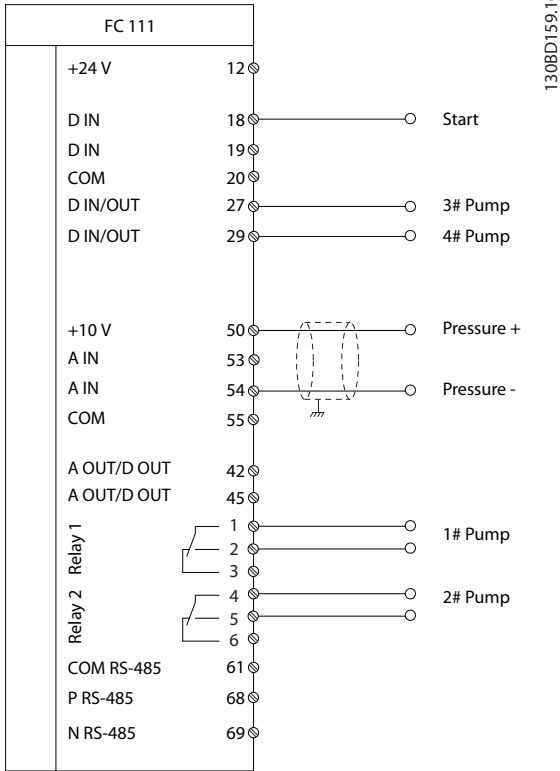 FC 111
130BD159.1
+24 V 12
D IN 18 Start
D IN 19
COM 20
D IN/OUT 27 3# Pump
D IN/OUT 29 4# Pump
+10 V 50 Pressure +
A IN 53
A IN 54 Pressure -
COM 55
A OUT/D OUT 42
A OUT/D OUT 45
Relay 1
1
2
3
1# Pump
Relay 2
4
5
6
2# Pump
COM RS-485 61
P RS-485 68
N RS-485 69